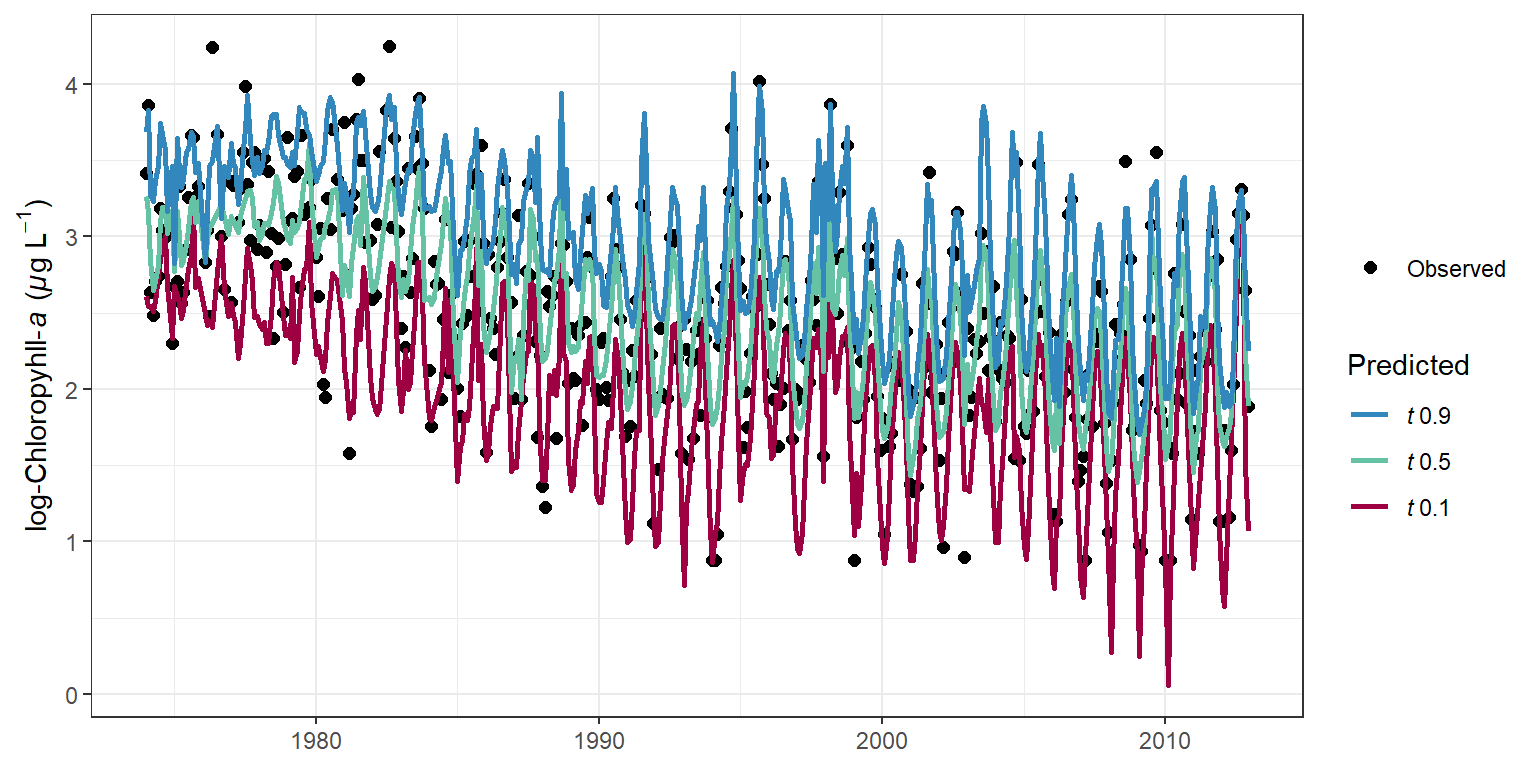 log-Chloropyhll-a (μg L⁻¹)
4
3
2
1
0
1980
1990
2000
2010
Observed
Predicted
t 0.9
t 0.5
t 0.1